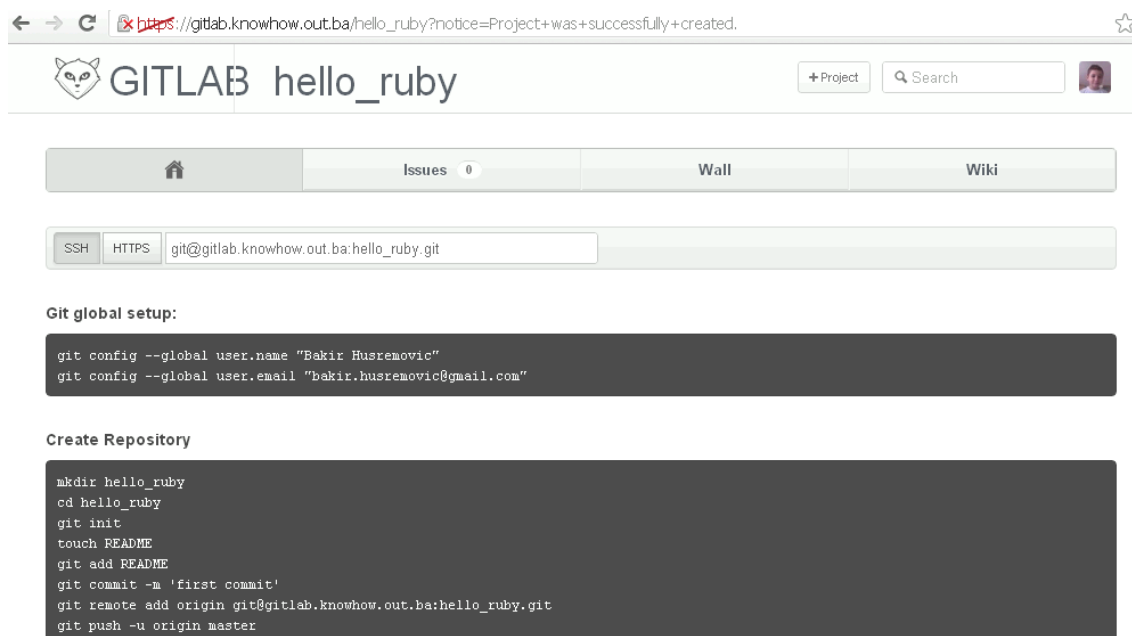 https://gitlab.knowhow.out.ba/hello_ruby?notice=Project+was+successfully+created.
GITLAB hello_ruby
+Project
Search
Issues 0
Wall
Wiki
SSH
HTTPS
git@gitlab.knowhow.out.ba:hello_ruby.git
Git global setup:
git config --global user.name "Bakir Husremovic"
git config --global user.email "bakir.husremovic@gmail.com"
Create Repository
mkdir hello_ruby
cd hello_ruby
git init
touch README
git add README
git commit -m 'first commit'
git remote add origin git@gitlab.knowhow.out.ba:hello_ruby.git
git push -u origin master